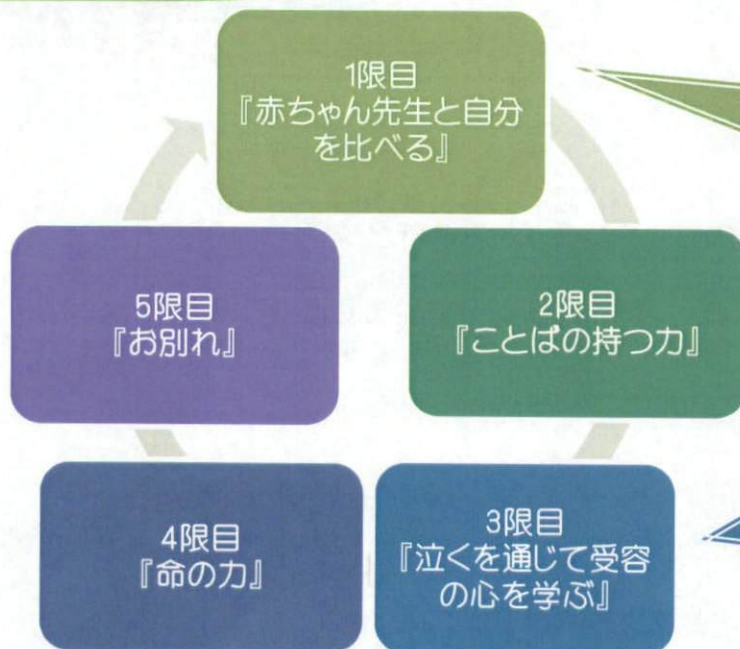 1限目
『赤ちゃん先生と自分
を比べる』
2限目
『ことばの持つ力』
3限目
『泣くを通じて受容
の心を学ぶ』
4限目
『命の力』
5限目
『お別れ』